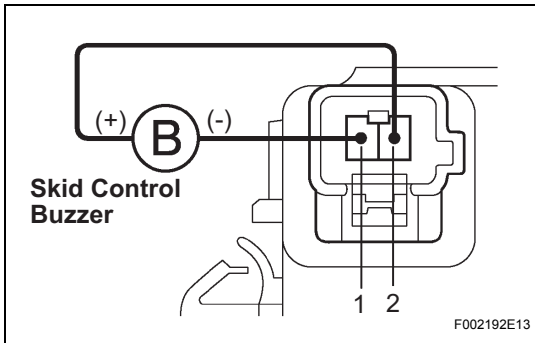 (+) B (-)
Skid Control
Buzzer
1 2
F002192E13